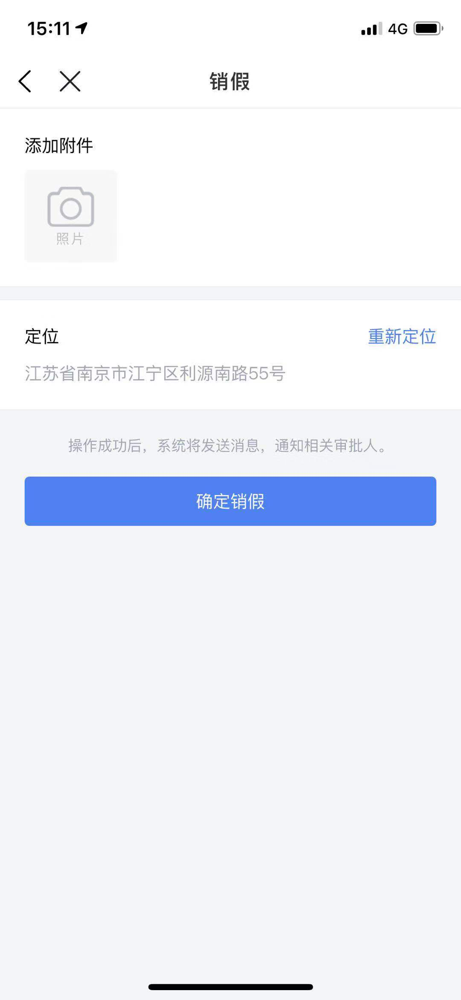 15:11
4G
销假
添加附件
照片
定位
重新定位
江苏省南京市江宁区利源南路55号
操作成功后，系统将发送消息，通知相关审批人。
确定销假